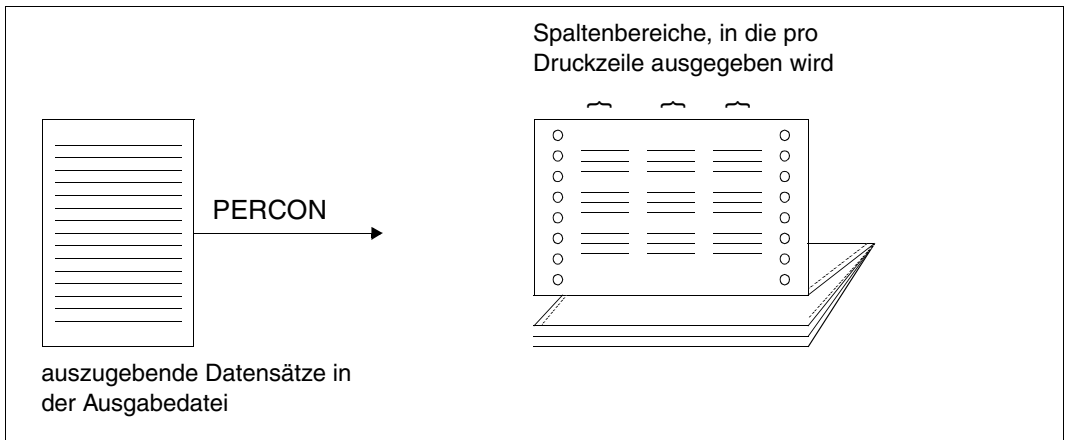 Spaltenbereiche, in die pro
Druckzeile ausgegeben wird
PERCON
auszugebende Datensätze in
der Ausgabedatei